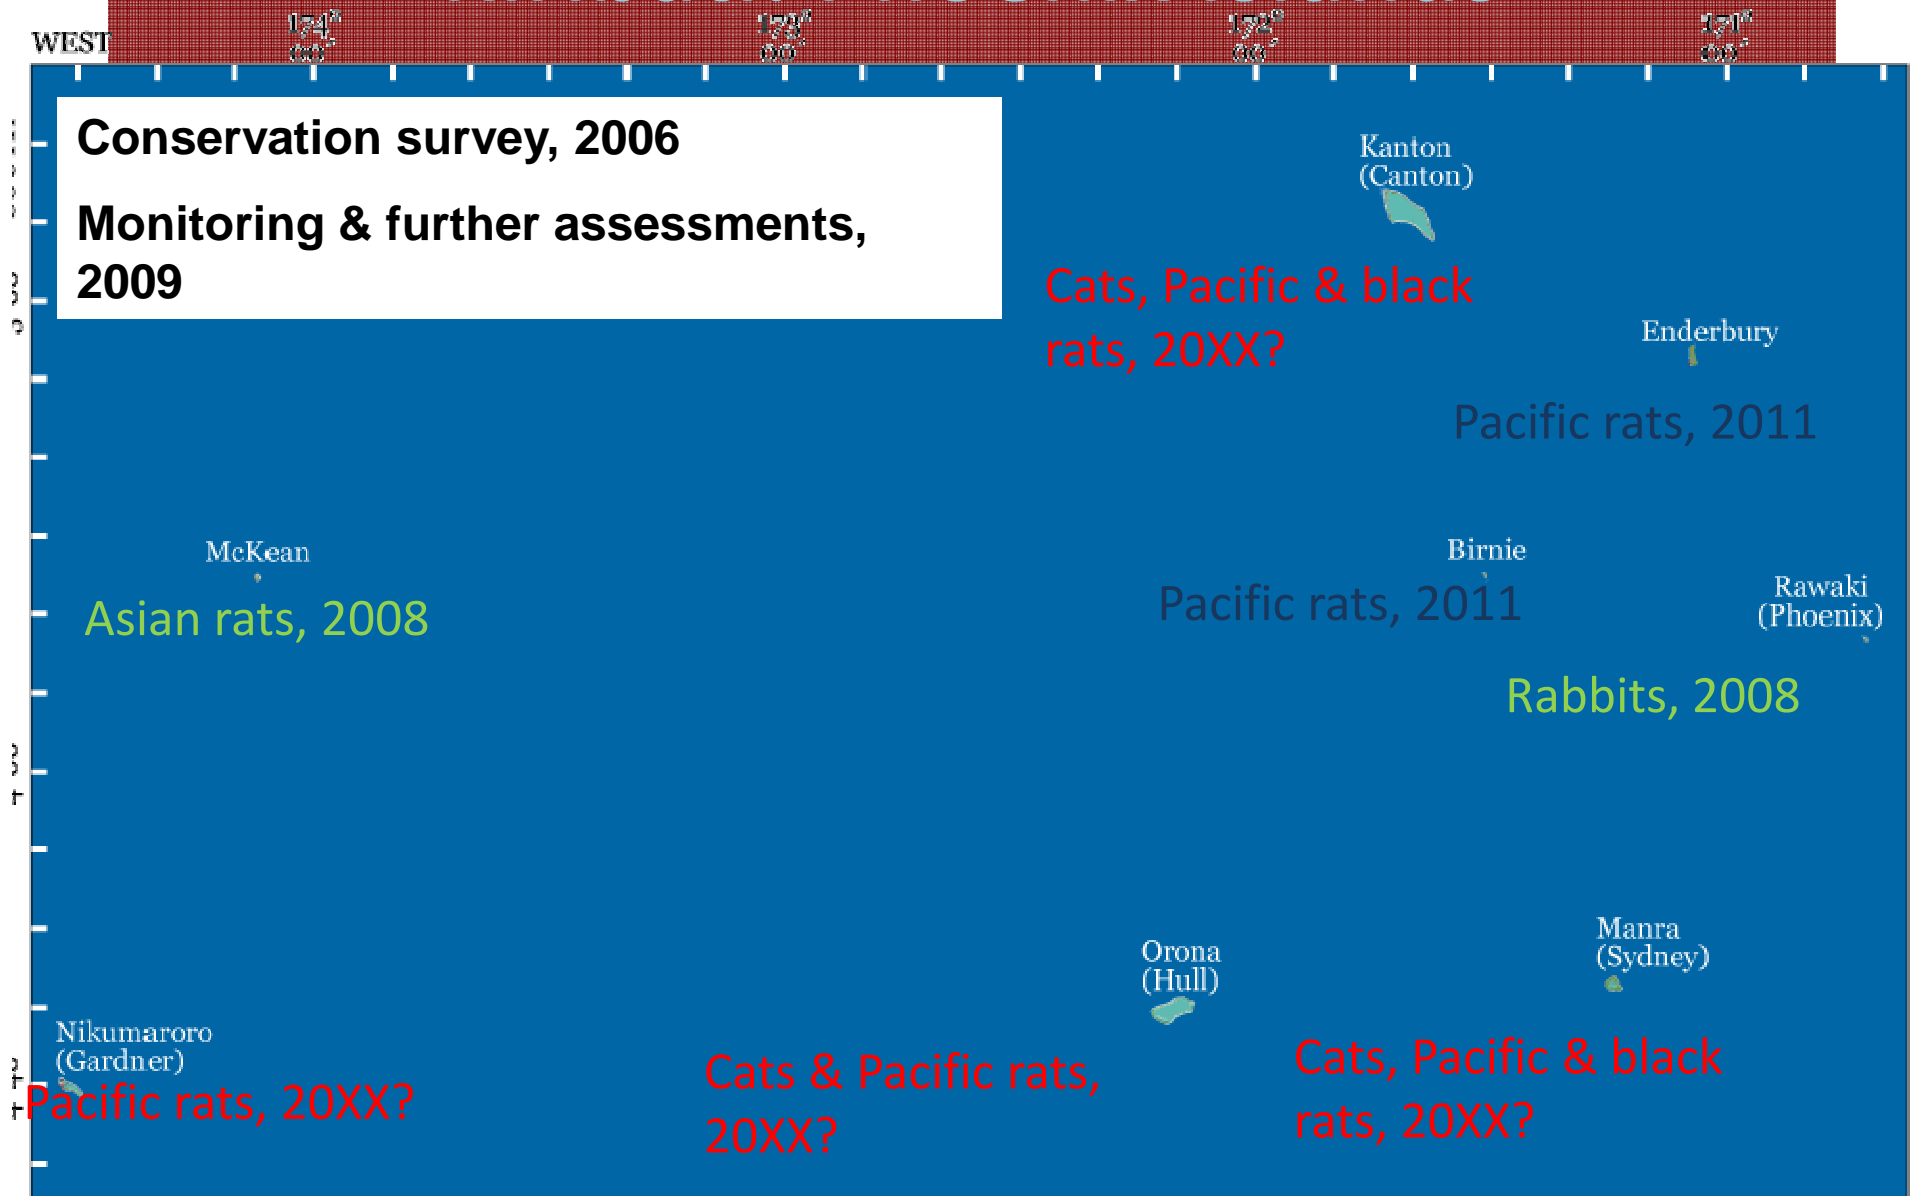 WEST
Conservation survey, 2006
Monitoring & further assessments,
2009
Kanton
(Canton)
Cats, Pacific & black
rats, 20XX?
Enderbury
Pacific rats, 2011
McKean
Asian rats, 2008
Birnie
Pacific rats, 2011
Rawaki
(Phoenix)
Rabbits, 2008
Orona
(Hull)
Manra
(Sydney)
Nikumaroro
(Gardner)
Pacific rats, 20XX?
Cats & Pacific rats,
20XX?
Cats, Pacific & black
rats, 20XX?